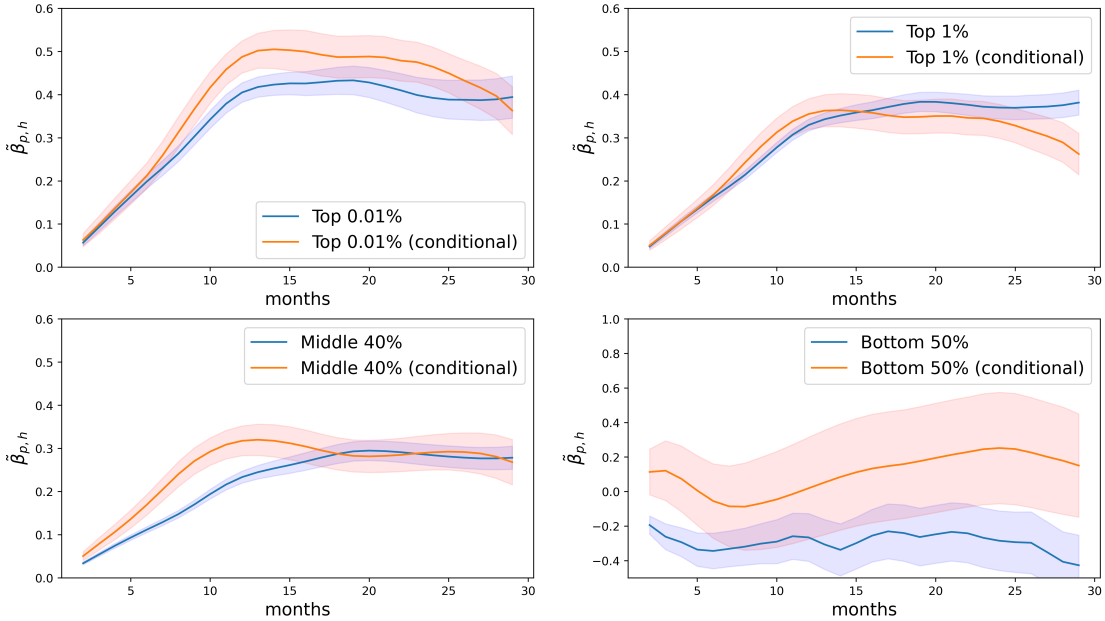 0.6
0.5
0.4
0.3
0.2
0.1
0.0
β̃p, h
Top 0.01%
Top 0.01% (conditional)
5 10 15 20 25 30
months
0.6
0.5
0.4
0.3
0.2
0.1
0.0
β̃p, h
Top 1%
Top 1% (conditional)
5 10 15 20 25 30
months
0.6
0.5
0.4
0.3
0.2
0.1
0.0
β̃p, h
Middle 40%
Middle 40% (conditional)
5 10 15 20 25 30
months
1.0
0.8
0.6
0.4
0.2
0.0
−0.2
−0.4
β̃p, h
Bottom 50%
Bottom 50% (conditional)
5 10 15 20 25 30
months